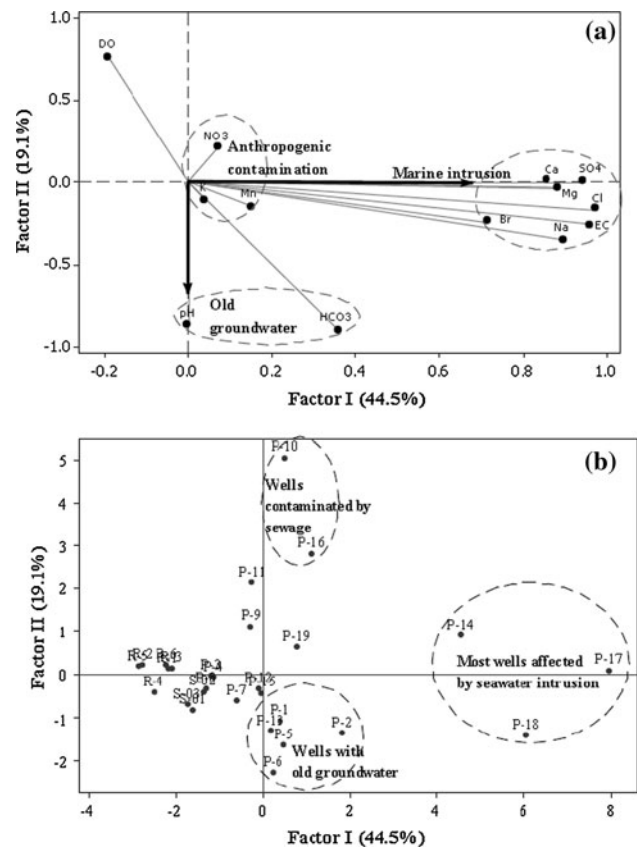 (a)
1.0
DO
0.5
NO3
Anthropogenic
contamination
Marine intrusion
Ca
SO4
0.0
K
Mn
Mg
Cl
Br
Na
EC
-0.5
Old
groundwater
pH
HCO3
-1.0
-0.2
0.0
0.2
0.4
0.6
0.8
1.0
Factor I (44.5%)
Factor II (19.1%)
(b)
5
P-10
Wells
contaminated by
sewage
4
3
P-16
P-11
2
P-9
1
P-19
P-14
P-17
Most wells affected
by seawater intrusion
R-4
0
P-7
P-1
P-13
P-2
P-18
-1
P-5
Wells with
old groundwater
P-6
-2
-4
-2
0
2
4
6
8
Factor I (44.5%)
Factor II (19.1%)